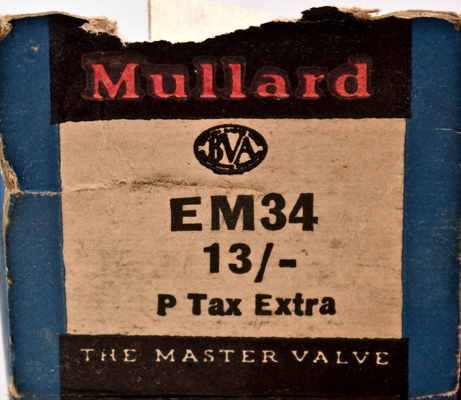 Mullard
BVA
EM34
13/-
P Tax Extra
THE MASTER VALVE